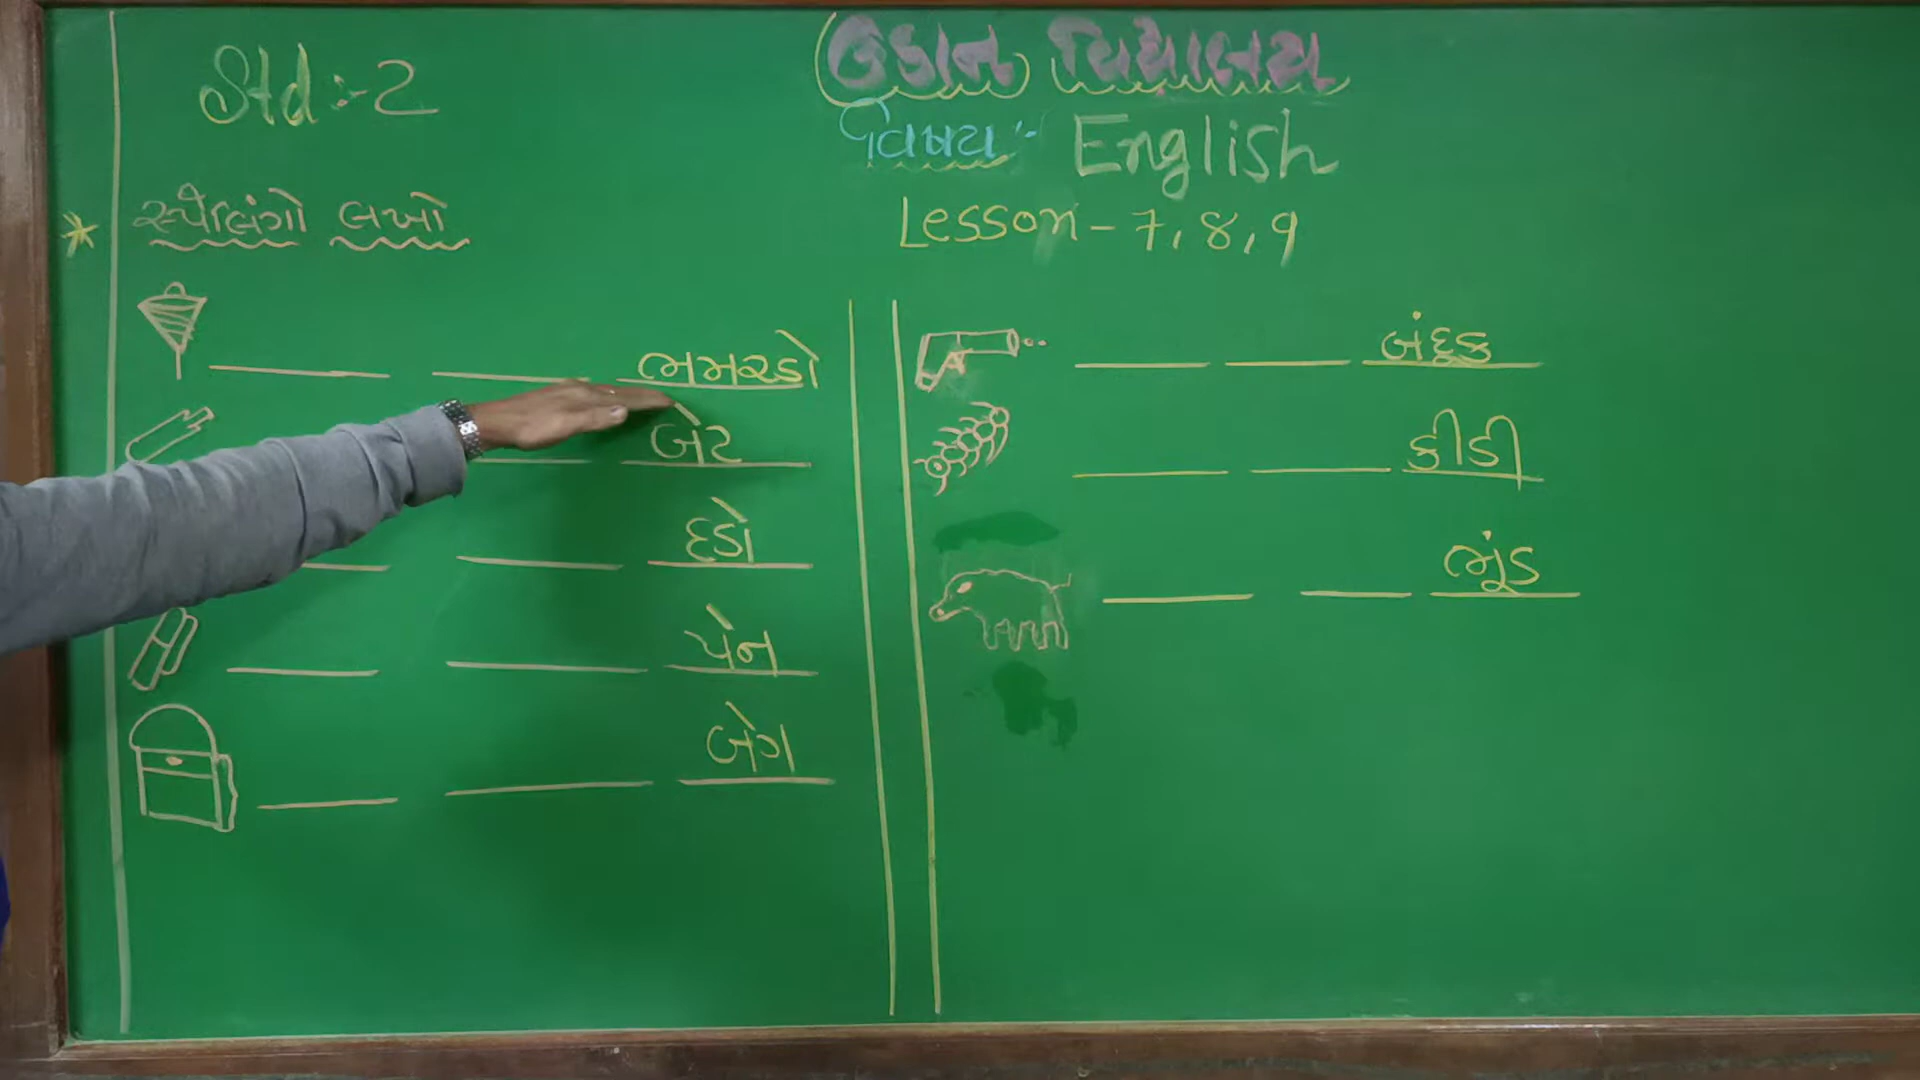 Std :- 2
ઉડાન વિદ્યાલય
વિષય :- English
Lesson - 7, 8, 9
* સ્પેલિંગો લખો
ભમરડો
બેટ
દડો
પેન
બેગ
બંદૂક
કીડી
ભૂંડ